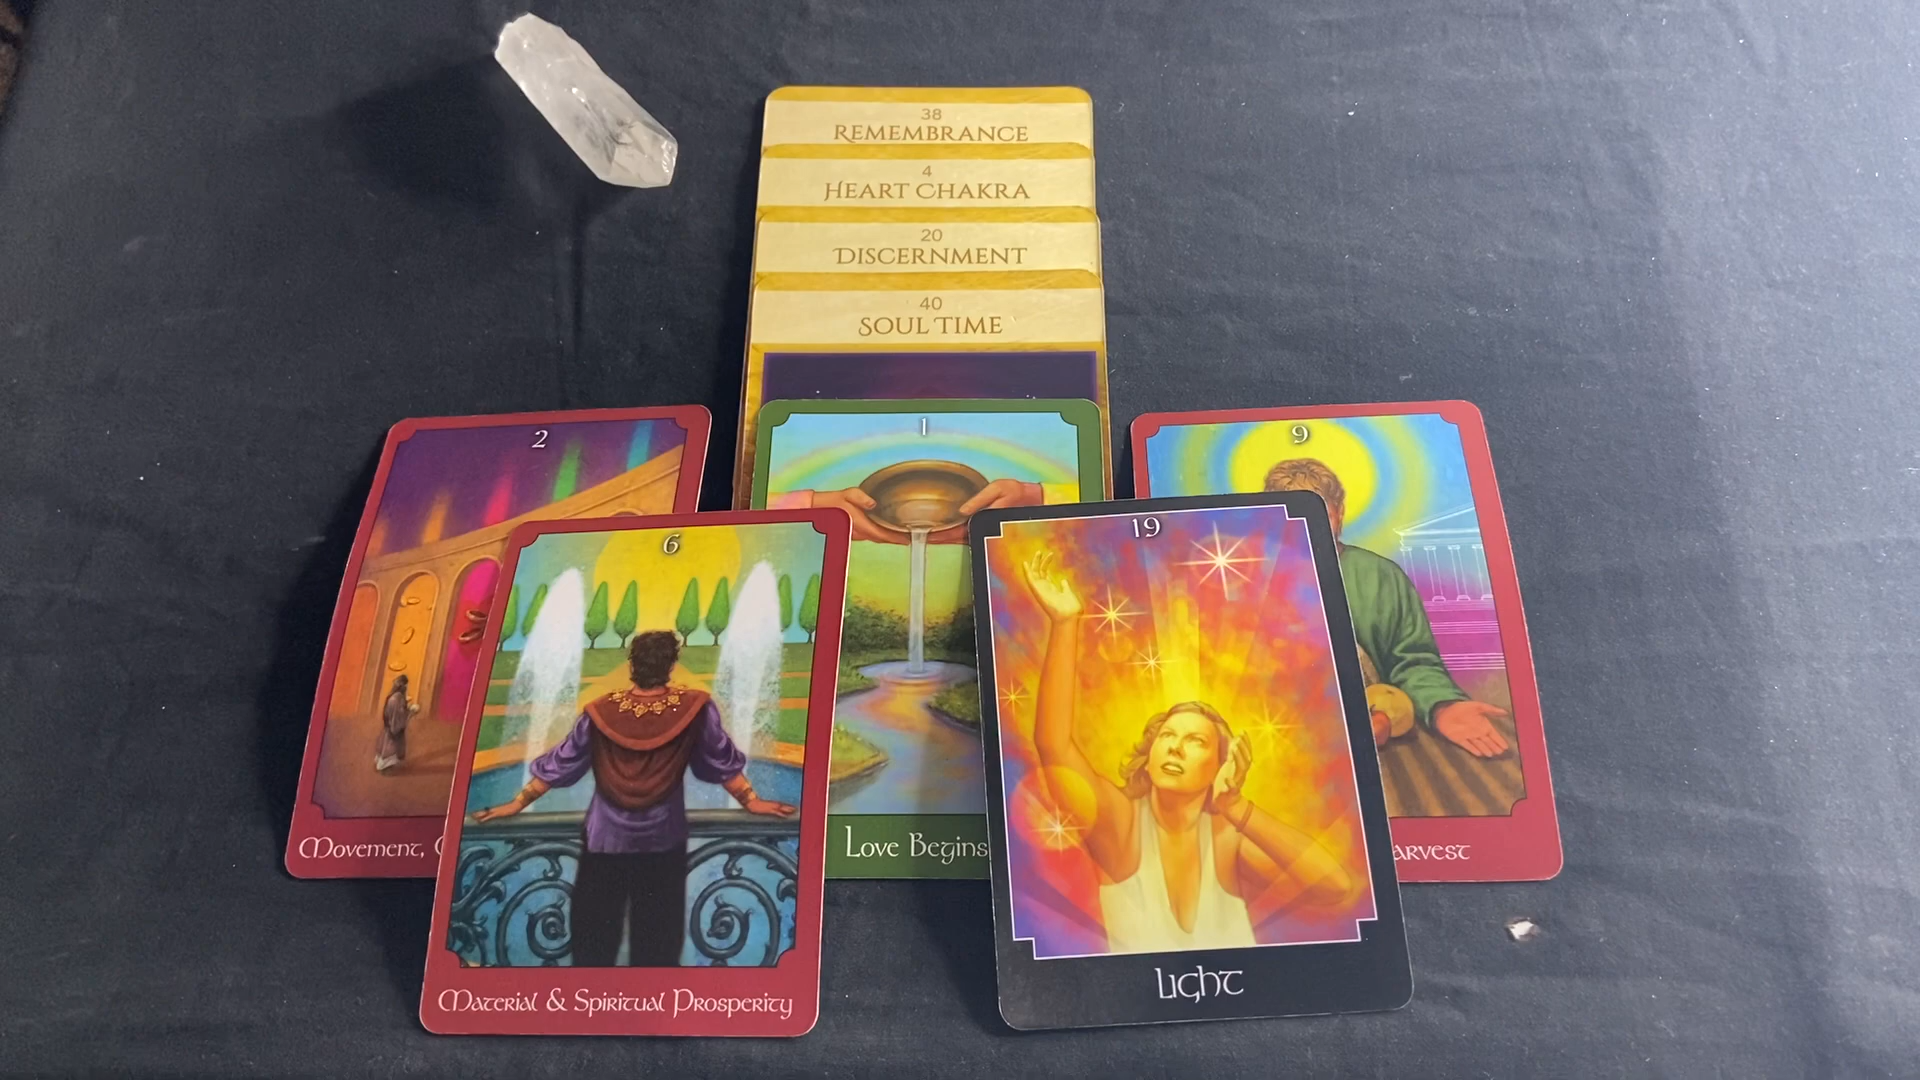 38
Remembrance
4
Heart Chakra
20
Discernment
40
Soul Time
2
Movement,
1
Love Begins
9
6
Material & Spiritual Prosperity
19
Light